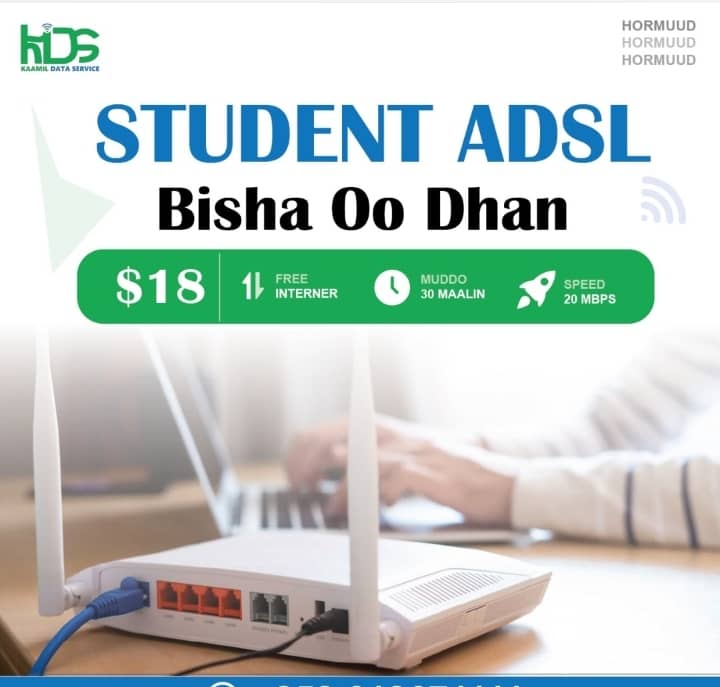 KDS
KAAMIL DATA SERVICE
HORMUUD
HORMUUD
HORMUUD
STUDENT ADSL
Bisha Oo Dhan
$18
FREE
INTERNER
MUDDO
30 MAALIN
SPEED
20 MBPS